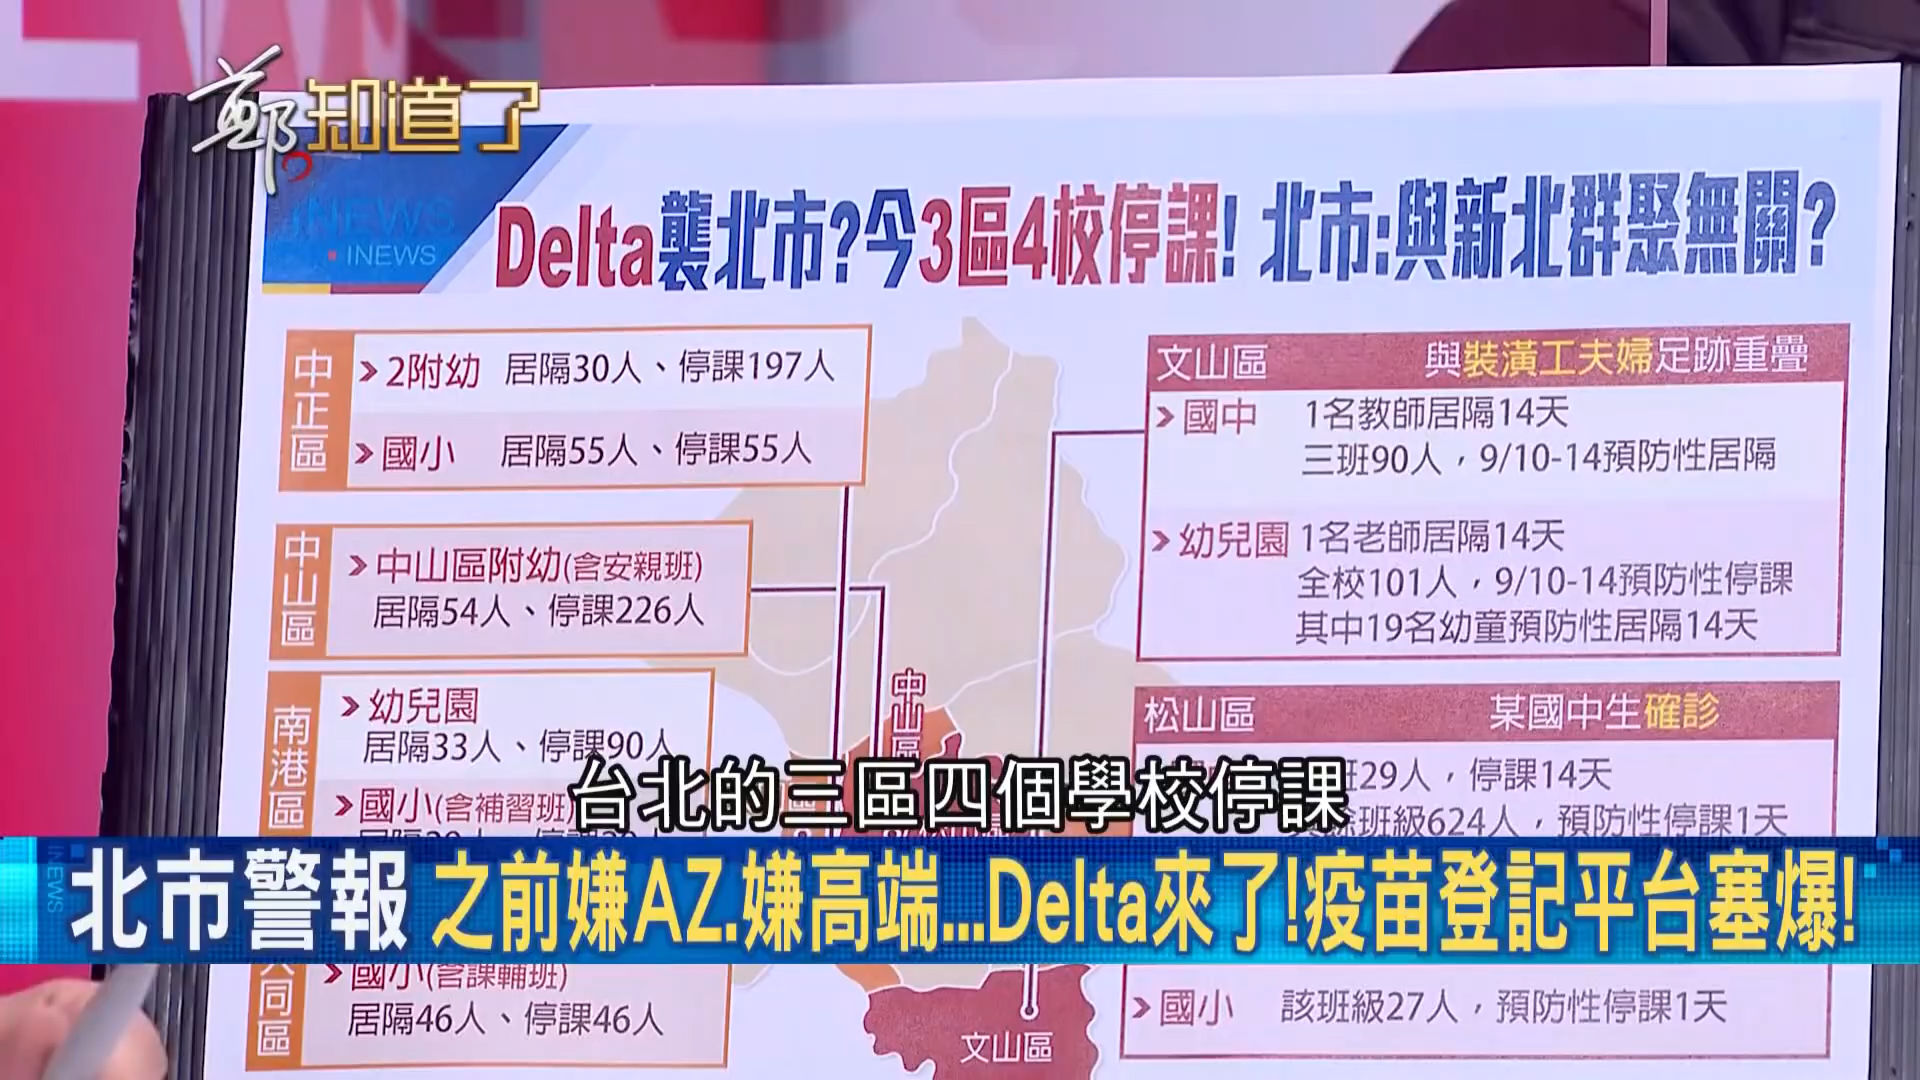 鄭知道了
INEWS
INEWS
Delta襲北市?今3區4校停課! 北市:與新北群聚無關?
中正區
2附幼 居隔30人、停課197人
國小 居隔55人、停課55人
中山區
中山區附幼(含安親班)
居隔54人、停課226人
南港區
幼兒園
居隔33人、停課90人
國小(含補習班)
大同區
國小(含課輔班)
居隔46人、停課46人
中山區
文山區
文山區 與裝潢工夫婦足跡重疊
國中 1名教師居隔14天
三班90人,9/10-14預防性居隔
幼兒園 1名老師居隔14天
全校101人,9/10-14預防性停課
其中19名幼童預防性居隔14天
松山區 某國中生確診
班29人,停課14天
班級624人,預防性停課1天
國小 該班級27人,預防性停課1天
台北的三區四個學校停課
INEWS
北市警報 之前嫌AZ.嫌高端...Delta來了!疫苗登記平台塞爆!